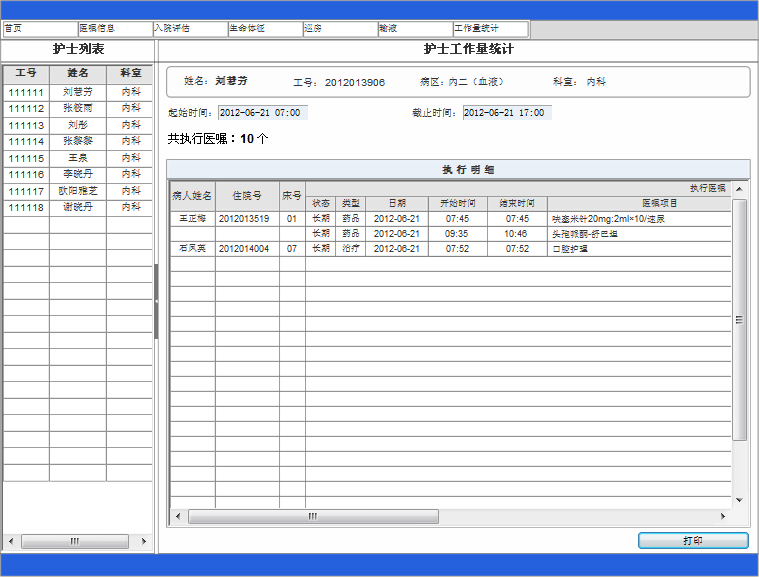 首页 医嘱信息 入院评估 生命体征 巡房 输液 工作量统计
护士列表
工号 姓名 科室
111111 刘慧芳 内科
111112 张筱雨 内科
111113 刘彤 内科
111114 张黎黎 内科
111115 王泉 内科
111116 李晓丹 内科
111117 欧阳雅芝 内科
111118 谢晓丹 内科
护士工作量统计
姓名: 刘慧芳 工号: 2012013906 病区: 内二（血液） 科室: 内科
起始时间: 2012-06-21 07:00 截止时间: 2012-06-21 17:00
共执行医嘱：10 个
执行明细
执行医嘱
病人姓名 住院号 床号 状态 类型 日期 开始时间 结束时间 医嘱项目
王正梅 2012013519 01 长期 药品 2012-06-21 07:45 07:45 呋塞米针20mg:2ml×10/速尿
长期 药品 2012-06-21 09:35 10:46 头孢哌酮-舒巴坦
石凤英 2012014004 07 长期 治疗 2012-06-21 07:52 07:52 口腔护理
打印